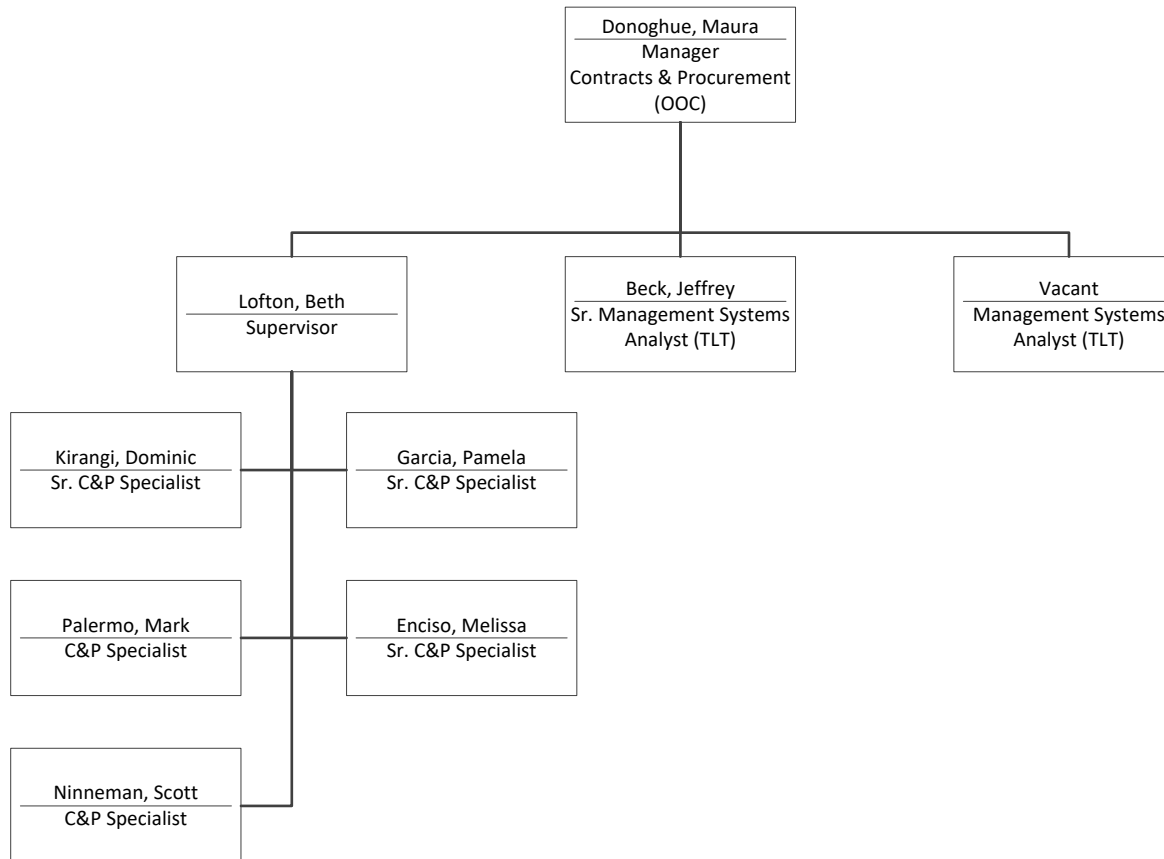 Donoghue, Maura
Manager
Contracts & Procurement
(OOC)
Lofton, Beth
Supervisor
Beck, Jeffrey
Sr. Management Systems
Analyst (TLT)
Vacant
Management Systems
Analyst (TLT)
Kirangi, Dominic
Sr. C&P Specialist
Garcia, Pamela
Sr. C&P Specialist
Palermo, Mark
C&P Specialist
Enciso, Melissa
Sr. C&P Specialist
Ninneman, Scott
C&P Specialist